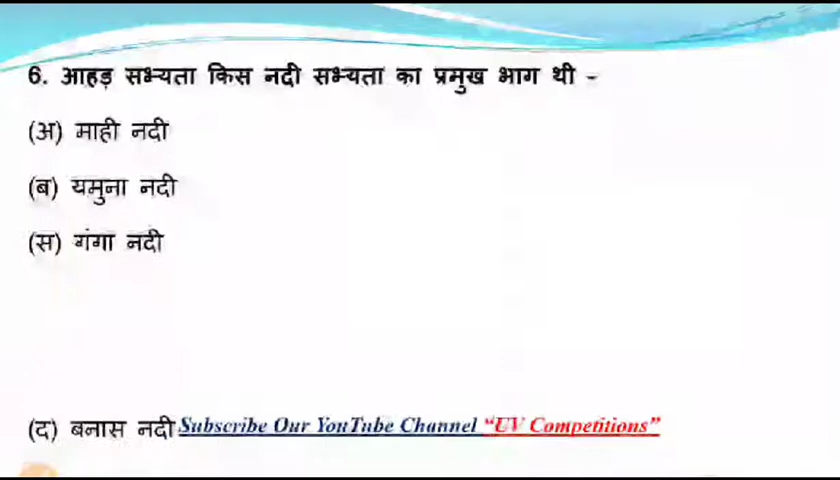 6. आहड़ सभ्यता किस नदी सभ्यता का प्रमुख भाग थी -
(अ) माही नदी
(ब) यमुना नदी
(स) गंगा नदी
(द) बनास नदी Subscribe Our YouTube Channel “UV Competitions”